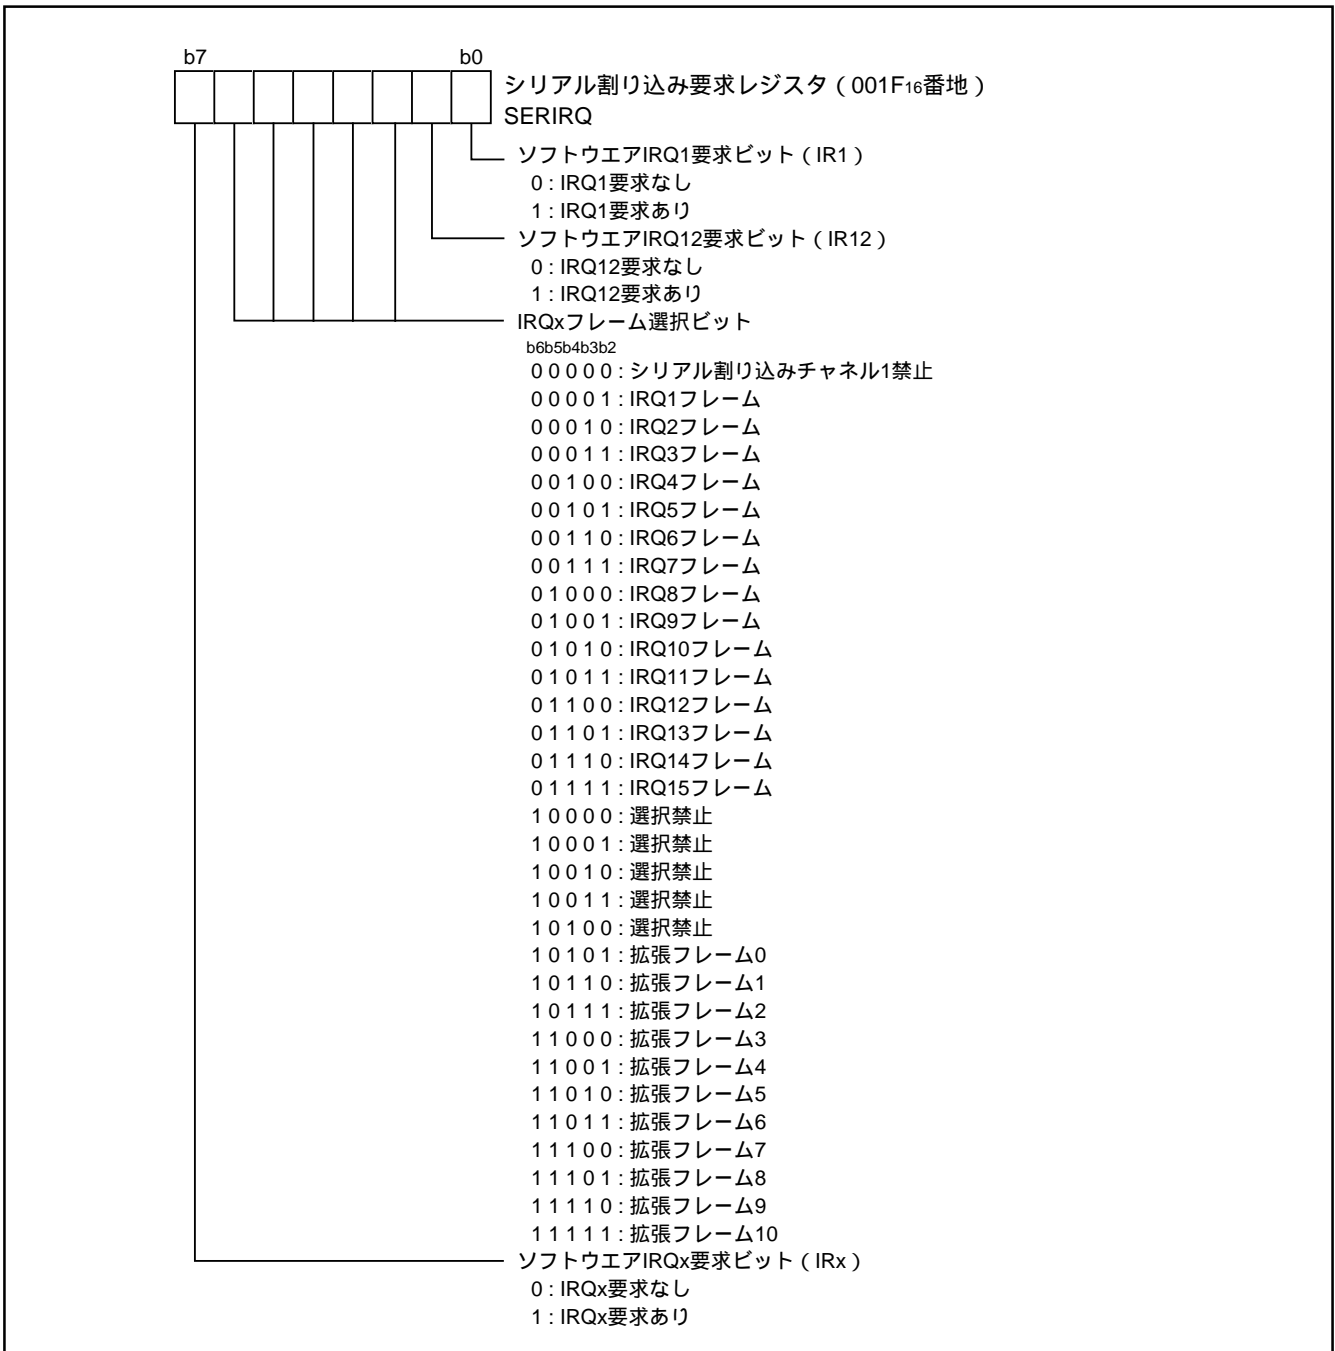 b7 b0
シリアル割り込み要求レジスタ（001F16番地）
SERIRQ
ソフトウエアIRQ1要求ビット（IR1）
0 : IRQ1要求なし
1 : IRQ1要求あり
ソフトウエアIRQ12要求ビット（IR12）
0 : IRQ12要求なし
1 : IRQ12要求あり
IRQxフレーム選択ビット
b6b5b4b3b2
0 0 0 0 0 : シリアル割り込みチャネル1禁止
0 0 0 0 1 : IRQ1フレーム
0 0 0 1 0 : IRQ2フレーム
0 0 0 1 1 : IRQ3フレーム
0 0 1 0 0 : IRQ4フレーム
0 0 1 0 1 : IRQ5フレーム
0 0 1 1 0 : IRQ6フレーム
0 0 1 1 1 : IRQ7フレーム
0 1 0 0 0 : IRQ8フレーム
0 1 0 0 1 : IRQ9フレーム
0 1 0 1 0 : IRQ10フレーム
0 1 0 1 1 : IRQ11フレーム
0 1 1 0 0 : IRQ12フレーム
0 1 1 0 1 : IRQ13フレーム
0 1 1 1 0 : IRQ14フレーム
0 1 1 1 1 : IRQ15フレーム
1 0 0 0 0 : 選択禁止
1 0 0 0 1 : 選択禁止
1 0 0 1 0 : 選択禁止
1 0 0 1 1 : 選択禁止
1 0 1 0 0 : 選択禁止
1 0 1 0 1 : 拡張フレーム0
1 0 1 1 0 : 拡張フレーム1
1 0 1 1 1 : 拡張フレーム2
1 1 0 0 0 : 拡張フレーム3
1 1 0 0 1 : 拡張フレーム4
1 1 0 1 0 : 拡張フレーム5
1 1 0 1 1 : 拡張フレーム6
1 1 1 0 0 : 拡張フレーム7
1 1 1 0 1 : 拡張フレーム8
1 1 1 1 0 : 拡張フレーム9
1 1 1 1 1 : 拡張フレーム10
ソフトウエアIRQx要求ビット（IRx）
0 : IRQx要求なし
1 : IRQx要求あり